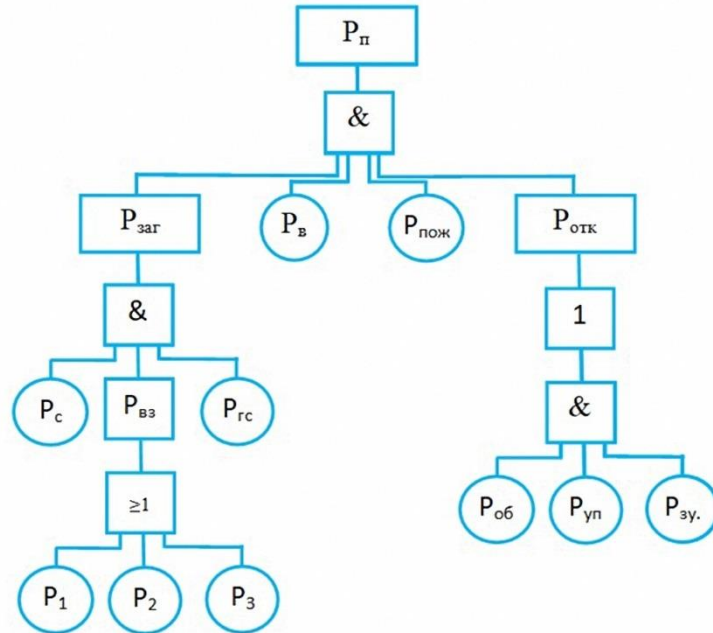 Pп
&
Pзаг
Pв
Pпож
Pотк
&
1
Pс
Pвз
Pгс
&
≥1
Pоб
Pуп
Pзу.
P1
P2
P3